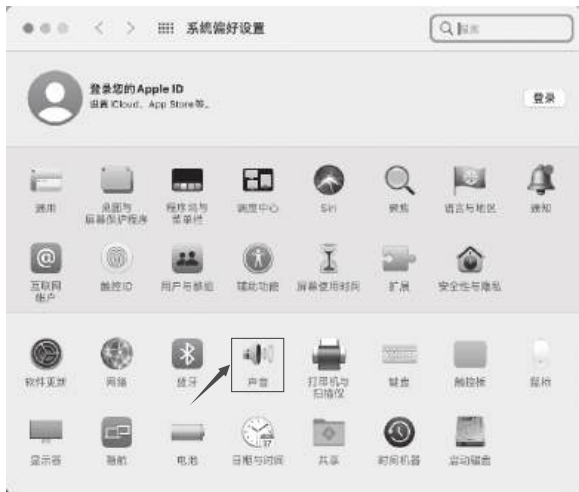 系统偏好设置
搜索
登录您的 Apple ID
设置 iCloud、App Store 等。
登录
通用
桌面与
屏幕保护程序
程序坞与
菜单栏
调度中心
Siri
聚焦
语言与地区
通知
互联网
帐户
触控 ID
用户与群组
辅助功能
屏幕使用时间
扩展
安全性与隐私
软件更新
网络
蓝牙
声音
打印机与
扫描仪
键盘
触控板
鼠标
显示器
随航
电池
日期与时间
共享
时间机器
启动磁盘